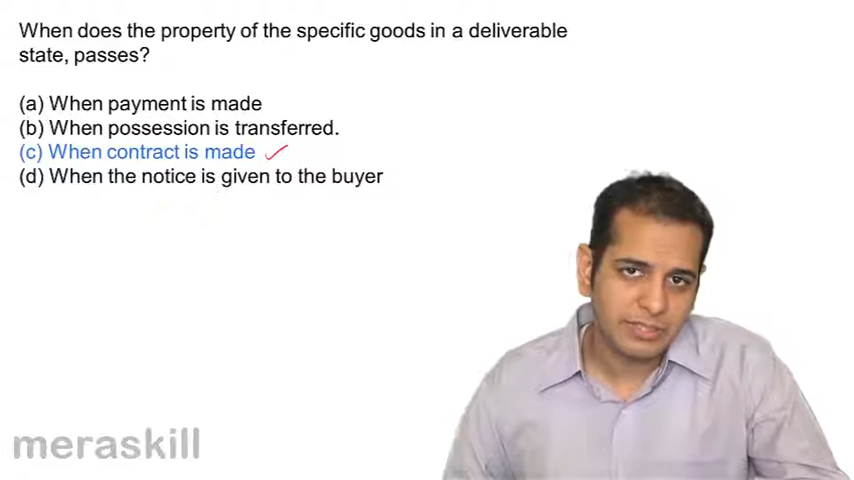 When does the property of the specific goods in a deliverable
state, passes?
(a) When payment is made
(b) When possession is transferred.
(c) When contract is made
(d) When the notice is given to the buyer
meraskill